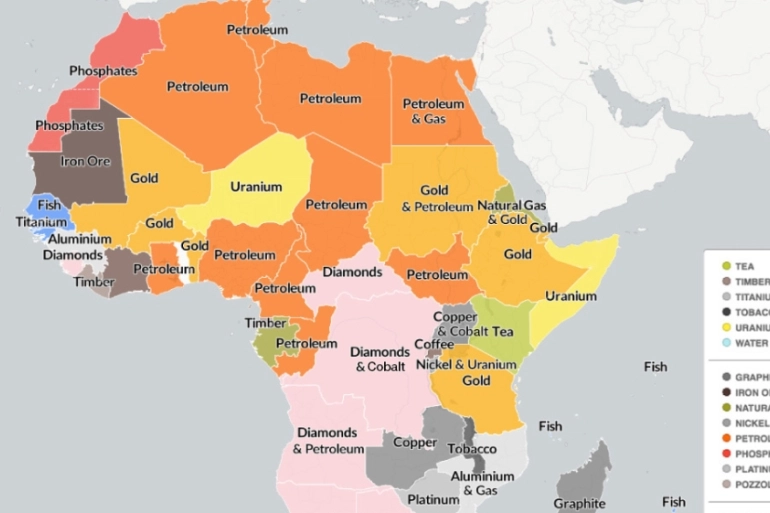 Petroleum
Phosphates
Petroleum
Petroleum
Petroleum
& Gas
Phosphates
Iron Ore
Gold
Uranium
Gold
& Petroleum
Natural Gas
& Gold
Fish
Titanium
Petroleum
Gold
Gold
Aluminium
Gold
Petroleum
Gold
Diamonds
Petroleum
Diamonds
Petroleum
Timber
Petroleum
Uranium
Timber
Copper
& Cobalt
Tea
Petroleum
Coffee
Diamonds
& Cobalt
Nickel & Uranium
Gold
Fish
Fish
Diamonds
& Petroleum
Copper
Tobacco
Aluminium
& Gas
Platinum
Graphite
Fish
TEA
TIMBER
TITANIU
TOBACC
URANIU
WATER
GRAPHI
IRON O
NATURA
NICKEL
PETROL
PHOSPH
PLATIN
POZZOL